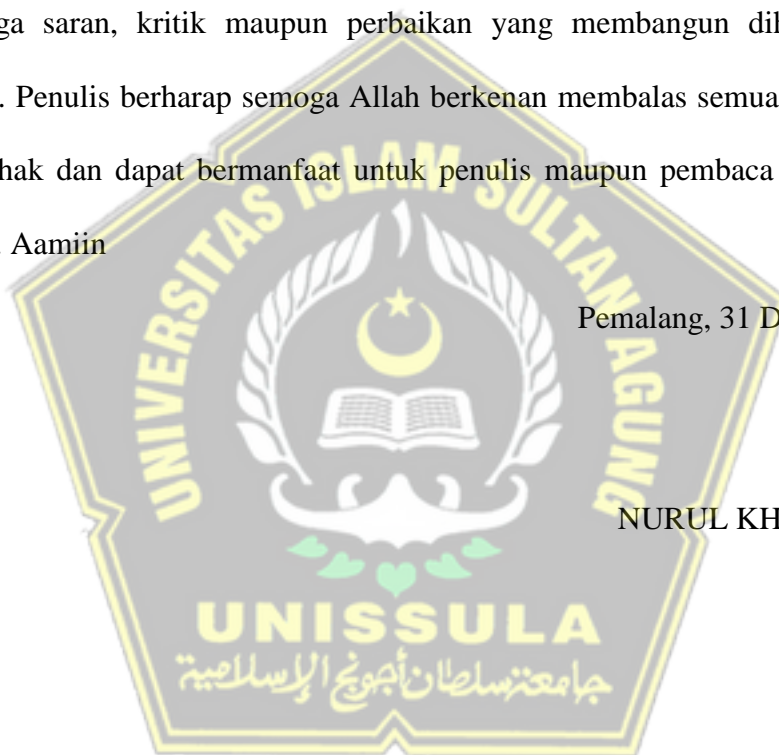 ga saran, kritik maupun perbaikan yang membangun
. Penulis berharap semoga Allah berkenan membalas semua
hak dan dapat bermanfaat untuk penulis maupun pembaca
. Aamiin
Pemalang, 31 D
NURUL KH
UNIVERSITAS ISLAM SULTAN AGUNG
UNISSULA
جامعة سلطان أجونج الإسلامية